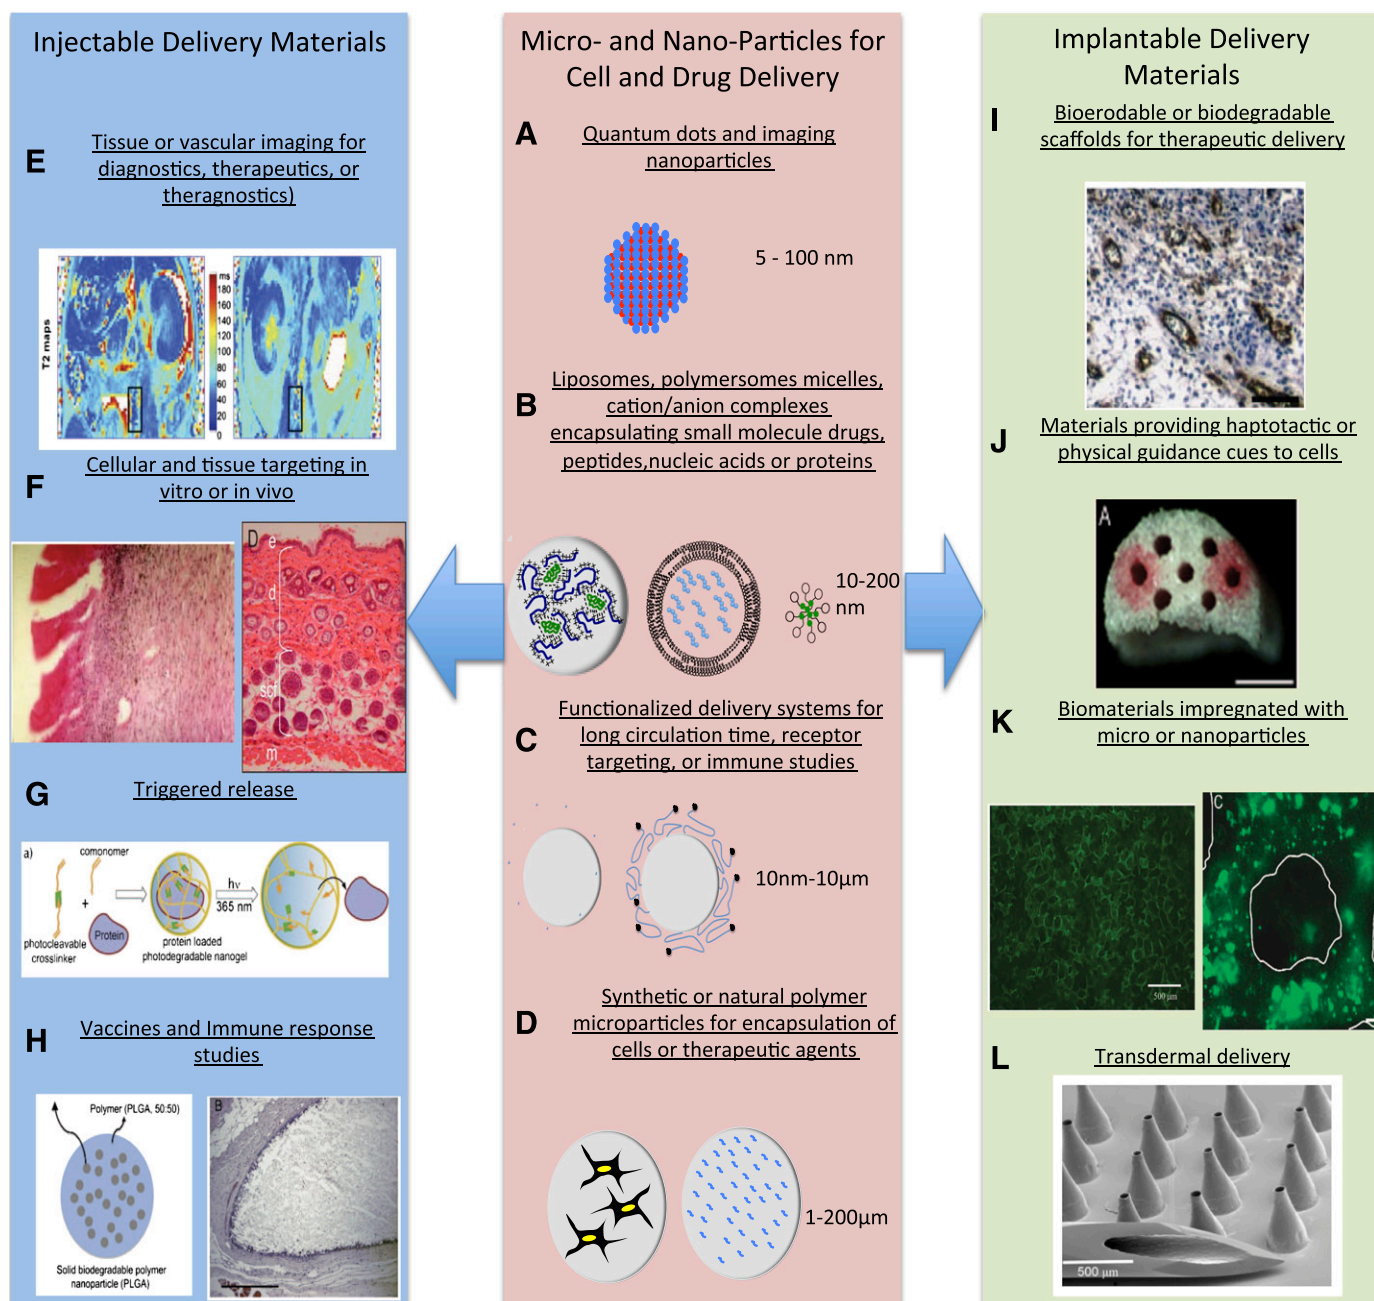 Injectable Delivery Materials
E
Tissue or vascular imaging for
diagnostics, therapeutics, or
theragnostics)
T2 maps
ms
180
160
140
120
100
80
60
40
20
0
F
Cellular and tissue targeting in
vitro or in vivo
D
e
d
scf
m
G
Triggered release
a)
comonomer
+
Protein
photocleavable
crosslinker
protein loaded
photodegradable nanogel
hν
365 nm
H
Vaccines and Immune response
studies
Polymer (PLGA, 50:50)
Solid biodegradable polymer
nanoparticle (PLGA)
B
Micro- and Nano-Particles for
Cell and Drug Delivery
A
Quantum dots and imaging
nanoparticles
5 - 100 nm
B
Liposomes, polymersomes micelles,
cation/anion complexes
encapsulating small molecule drugs,
peptides,nucleic acids or proteins
10-200
nm
C
Functionalized delivery systems for
long circulation time, receptor
targeting, or immune studies
10nm-10µm
D
Synthetic or natural polymer
microparticles for encapsulation of
cells or therapeutic agents
1-200µm
Implantable Delivery
Materials
I
Bioerodable or biodegradable
scaffolds for therapeutic delivery
J
Materials providing haptotactic or
physical guidance cues to cells
A
K
Biomaterials impregnated with
micro or nanoparticles
500 µm
C
L
Transdermal delivery
500 µm